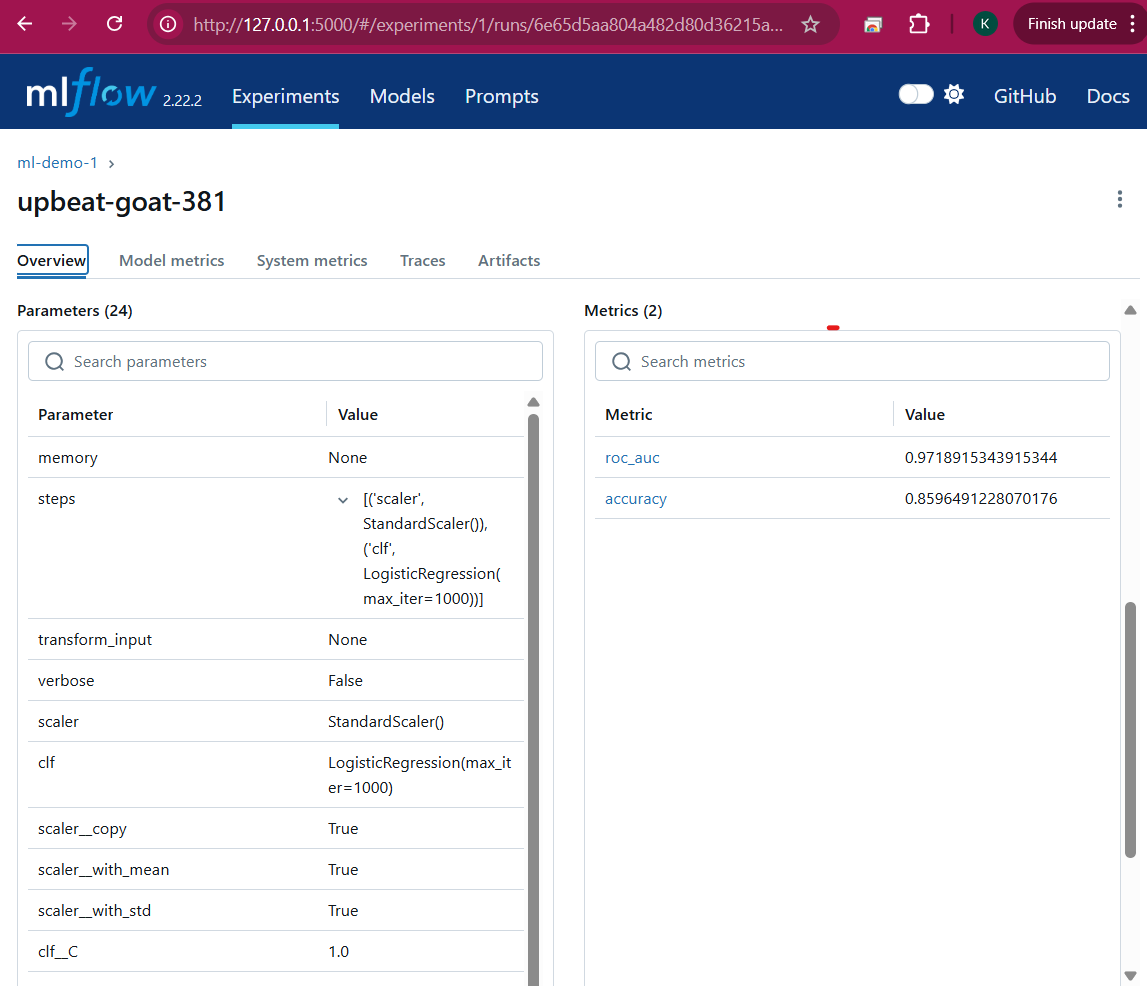 http://127.0.0.1:5000/#/experiments/1/runs/6e65d5aa804a482d80d36215a...
K
Finish update
mlflow 2.22.2
Experiments
Models
Prompts
GitHub
Docs
ml-demo-1
upbeat-goat-381
Overview
Model metrics
System metrics
Traces
Artifacts
Parameters (24)
Search parameters
Parameter Value
memory None
steps [('scaler',
StandardScaler()),
('clf',
LogisticRegression(
max_iter=1000))]
transform_input None
verbose False
scaler StandardScaler()
clf LogisticRegression(max_it
er=1000)
scaler__copy True
scaler__with_mean True
scaler__with_std True
clf__C 1.0
Metrics (2)
Search metrics
Metric Value
roc_auc 0.9718915343915344
accuracy 0.8596491228070176